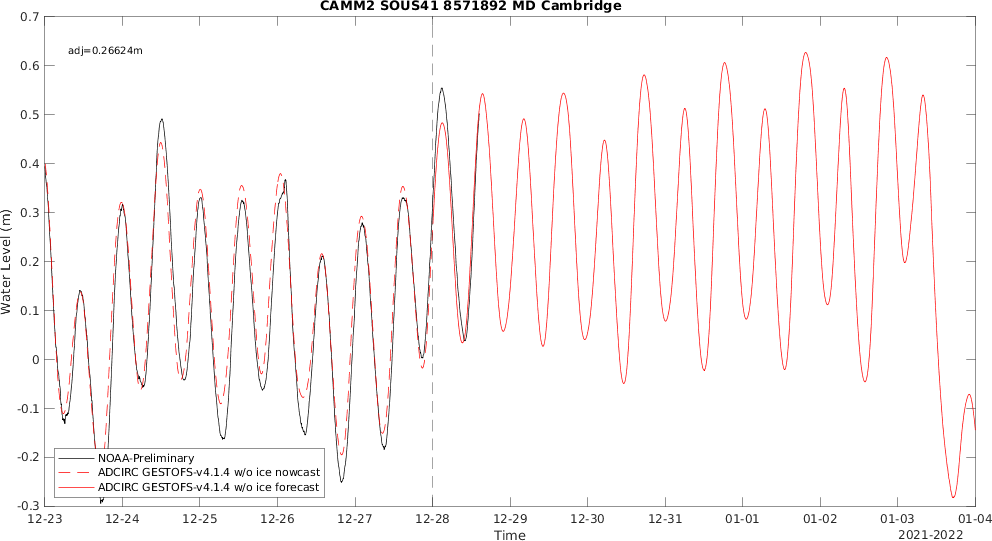 CAMM2 SOUS41 8571892 MD Cambridge
0.7
adj=0.26624m
0.6
0.5
0.4
0.3
0.2
0.1
0
-0.1
-0.2
-0.3
Water Level (m)
NOAA-Preliminary
ADCIRC GESTOFS-v4.1.4 w/o ice nowcast
ADCIRC GESTOFS-v4.1.4 w/o ice forecast
12-23 12-24 12-25 12-26 12-27 12-28 12-29 12-30 12-31 01-01 01-02 01-03 01-04
Time
2021-2022